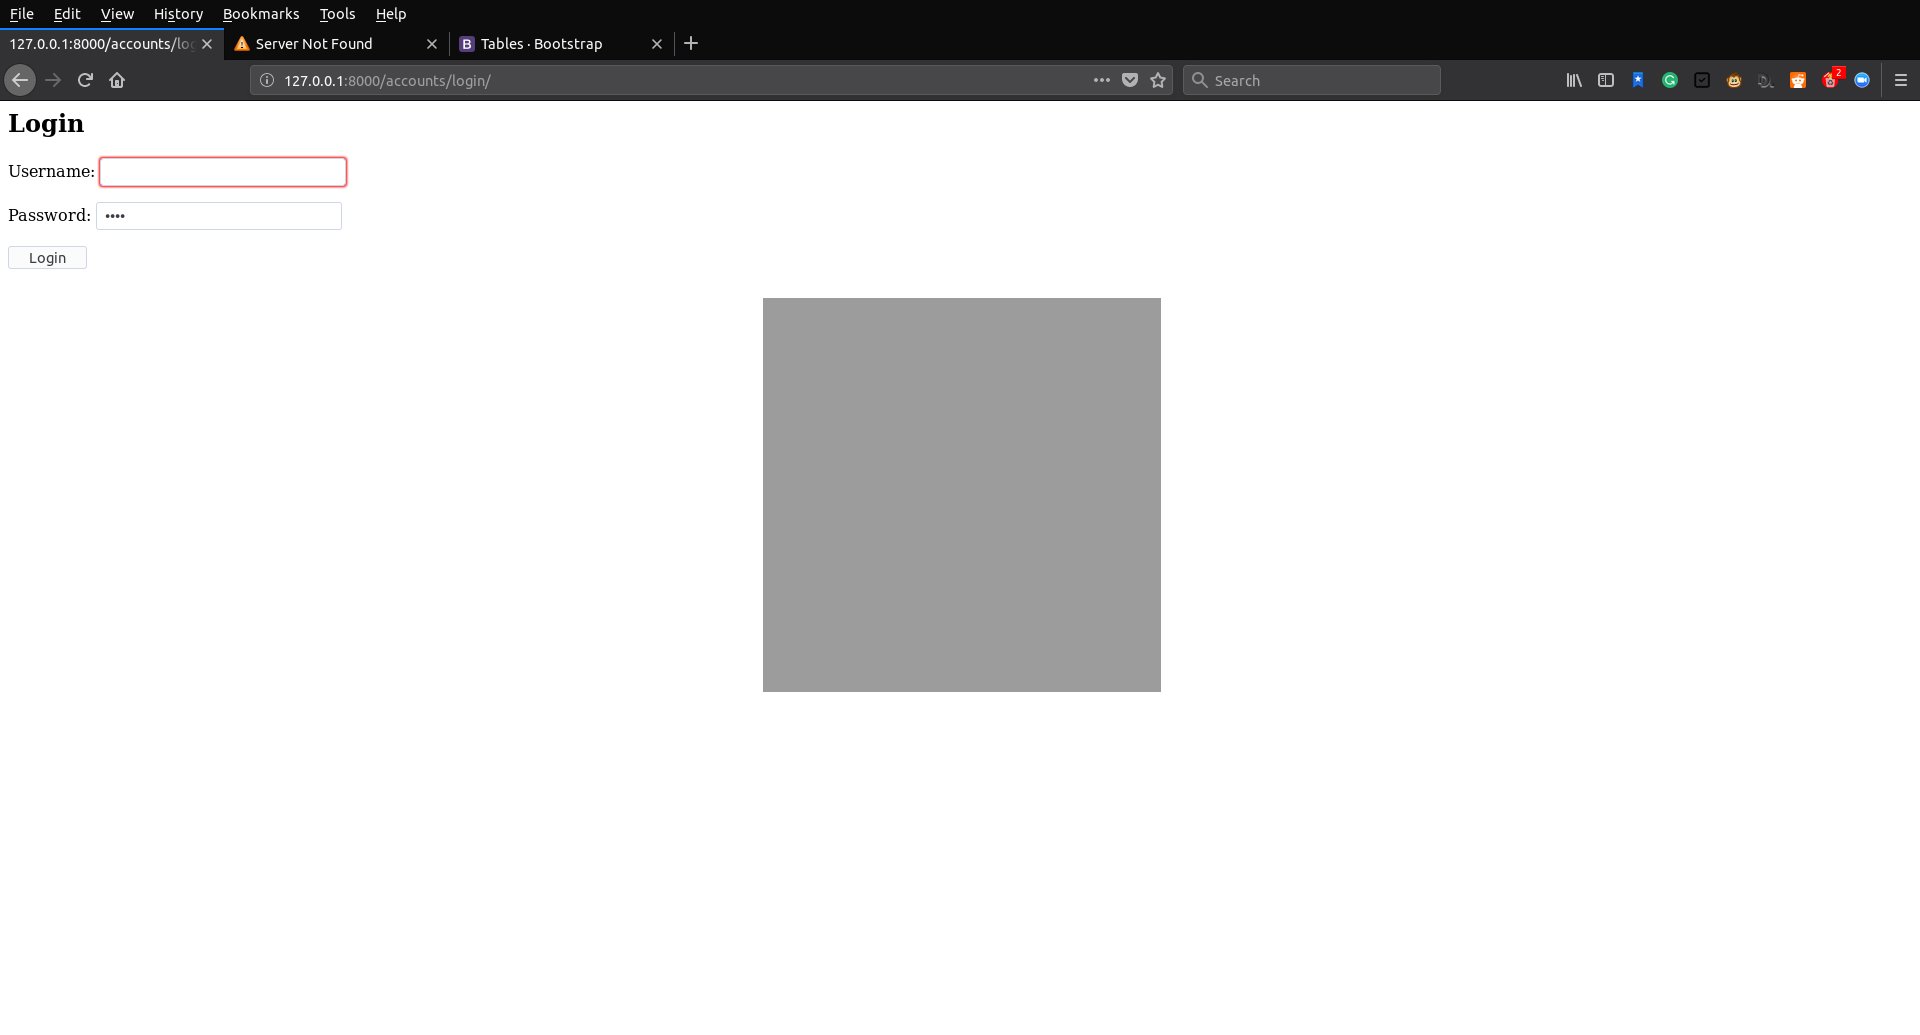 File Edit View History Bookmarks Tools Help
127.0.0.1:8000/accounts/log Server Not Found B Tables · Bootstrap
127.0.0.1:8000/accounts/login/ Search 2
Login
Username:
Password: ••••
Login